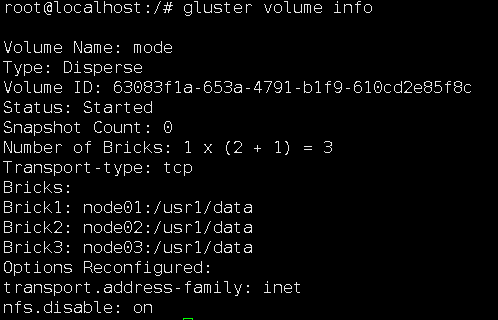 root@localhost:/# gluster volume info
Volume Name: mode
Type: Disperse
Volume ID: 63083f1a-653a-4791-b1f9-610cd2e85f8c
Status: Started
Snapshot Count: 0
Number of Bricks: 1 x (2 + 1) = 3
Transport-type: tcp
Bricks:
Brick1: node01:/usr1/data
Brick2: node02:/usr1/data
Brick3: node03:/usr1/data
Options Reconfigured:
transport.address-family: inet
nfs.disable: on